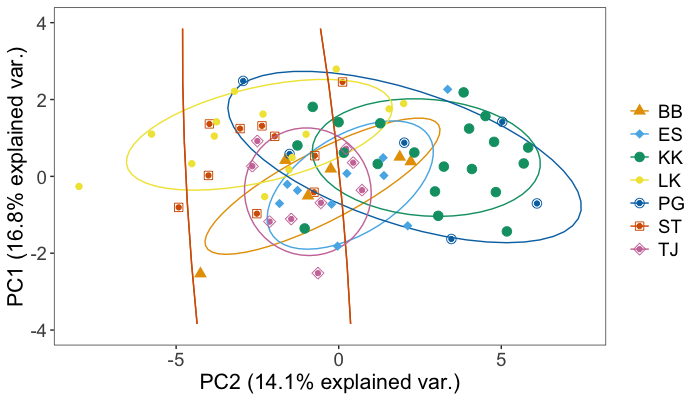 4
2
0
-2
-4
PC1 (16.8% explained var.)
-5
0
5
PC2 (14.1% explained var.)
BB
ES
KK
LK
PG
ST
TJ